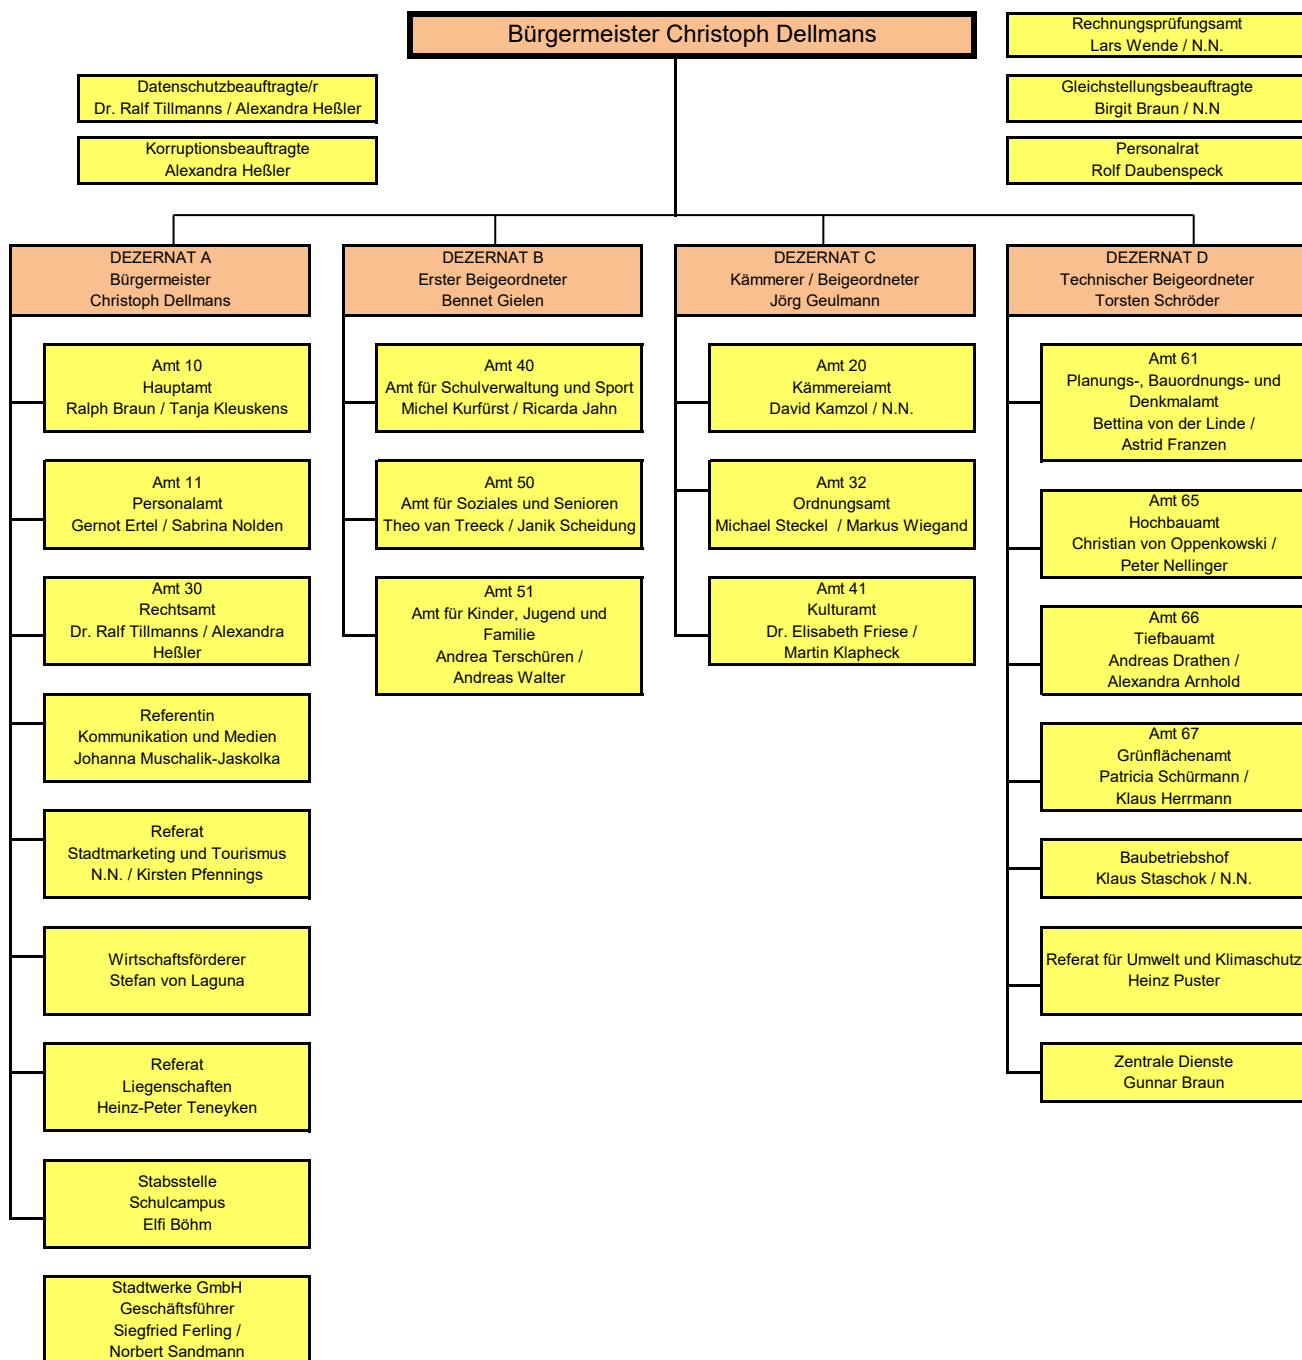 Bürgermeister Christoph Dellmans
Rechnungsprüfungsamt
Lars Wende / N.N.
Datenschutzbeauftragte/r
Dr. Ralf Tillmanns / Alexandra Heßler
Gleichstellungsbeauftragte
Birgit Braun / N.N
Korruptionsbeauftragte
Alexandra Heßler
Personalrat
Rolf Daubenspeck
DEZERNAT A
Bürgermeister
Christoph Dellmans
Amt 10
Hauptamt
Ralph Braun / Tanja Kleuskens
Amt 11
Personalamt
Gernot Ertel / Sabrina Nolden
Amt 30
Rechtsamt
Dr. Ralf Tillmanns / Alexandra
Heßler
Referentin
Kommunikation und Medien
Johanna Muschalik-Jaskolka
Referat
Stadtmarketing und Tourismus
N.N. / Kirsten Pfennings
Wirtschaftsförderer
Stefan von Laguna
Referat
Liegenschaften
Heinz-Peter Teneyken
Stabsstelle
Schulcampus
Elfi Böhm
Stadtwerke GmbH
Geschäftsführer
Siegfried Ferling /
Norbert Sandmann
DEZERNAT B
Erster Beigeordneter
Bennet Gielen
Amt 40
Amt für Schulverwaltung und Sport
Michel Kurfürst / Ricarda Jahn
Amt 50
Amt für Soziales und Senioren
Theo van Treeck / Janik Scheidung
Amt 51
Amt für Kinder, Jugend und
Familie
Andrea Terschüren /
Andreas Walter
DEZERNAT C
Kämmerer / Beigeordneter
Jörg Geulmann
Amt 20
Kämmereiamt
David Kamzol / N.N.
Amt 32
Ordnungsamt
Michael Steckel / Markus Wiegand
Amt 41
Kulturamt
Dr. Elisabeth Friese /
Martin Klapheck
DEZERNAT D
Technischer Beigeordneter
Torsten Schröder
Amt 61
Planungs-, Bauordnungs- und
Denkmalamt
Bettina von der Linde /
Astrid Franzen
Amt 65
Hochbauamt
Christian von Oppenkowski /
Peter Nellinger
Amt 66
Tiefbauamt
Andreas Drathen /
Alexandra Arnhold
Amt 67
Grünflächenamt
Patricia Schürmann /
Klaus Herrmann
Baubetriebshof
Klaus Staschok / N.N.
Referat für Umwelt und Klimaschutz
Heinz Puster
Zentrale Dienste
Gunnar Braun